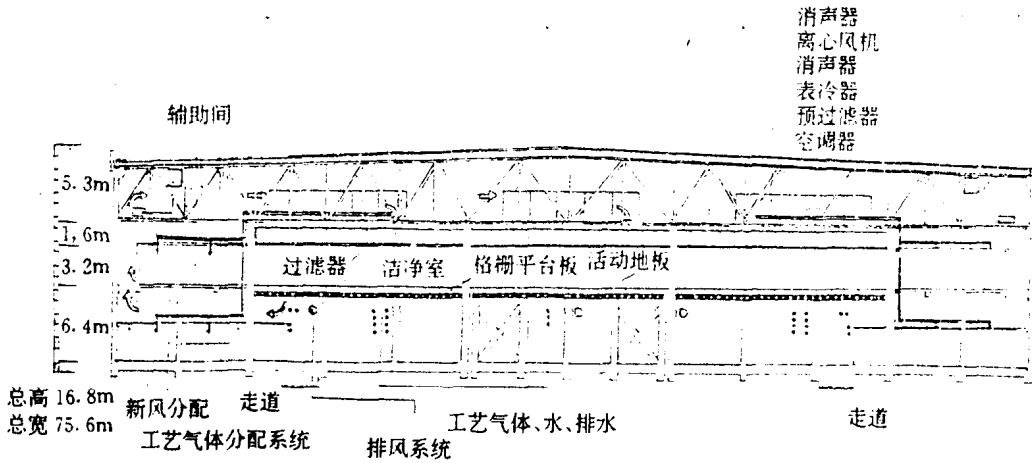 消声器
离心风机
消声器
表冷器
预过滤器
空调器
辅助间
5.3m
1,6m
3.2m
过滤器 洁净室 格栅平台板 活动地板
6.4m
总高 16.8m
总宽 75.6m
新风分配 走道
工艺气体、水、排水 走道
工艺气体分配系统
排风系统